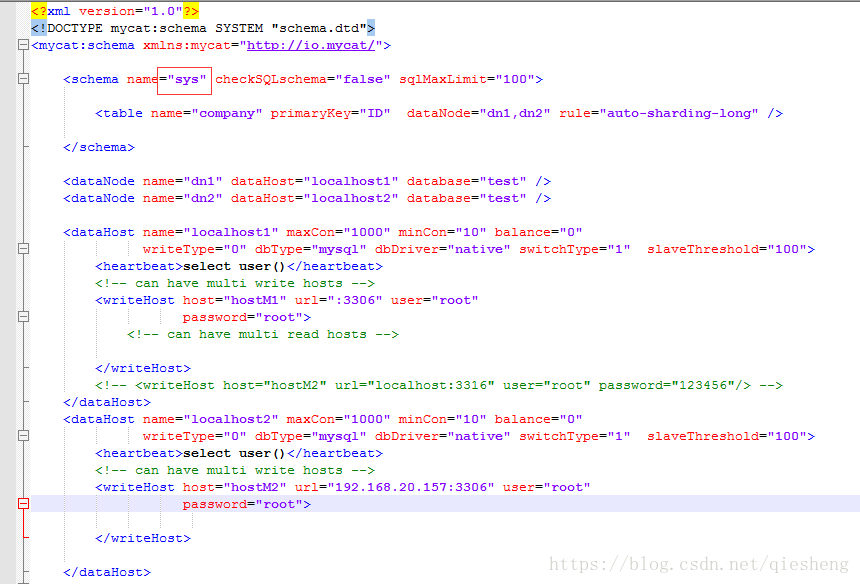 <?xml version="1.0"?>
<!DOCTYPE mycat:schema SYSTEM "schema.dtd">
<mycat:schema xmlns:mycat="http://io.mycat/">
<schema name="sys" checkSQLschema="false" sqlMaxLimit="100">
<table name="company" primaryKey="ID"  dataNode="dn1,dn2" rule="auto-sharding-long" />
</schema>
<dataNode name="dn1" dataHost="localhost1" database="test" />
<dataNode name="dn2" dataHost="localhost2" database="test" />
<dataHost name="localhost1" maxCon="1000" minCon="10" balance="0"
writeType="0" dbType="mysql" dbDriver="native" switchType="1"  slaveThreshold="100">
<heartbeat>select user()</heartbeat>
<!-- can have multi write hosts -->
<writeHost host="hostM1" url=":3306" user="root"
password="root">
<!-- can have multi read hosts -->
</writeHost>
<!-- <writeHost host="hostM2" url="localhost:3316" user="root" password="123456"/> -->
</dataHost>
<dataHost name="localhost2" maxCon="1000" minCon="10" balance="0"
writeType="0" dbType="mysql" dbDriver="native" switchType="1"  slaveThreshold="100">
<heartbeat>select user()</heartbeat>
<!-- can have multi write hosts -->
<writeHost host="hostM2" url="192.168.20.157:3306" user="root"
password="root">
</writeHost>
</dataHost>
https://blog.csdn.net/qiesheng